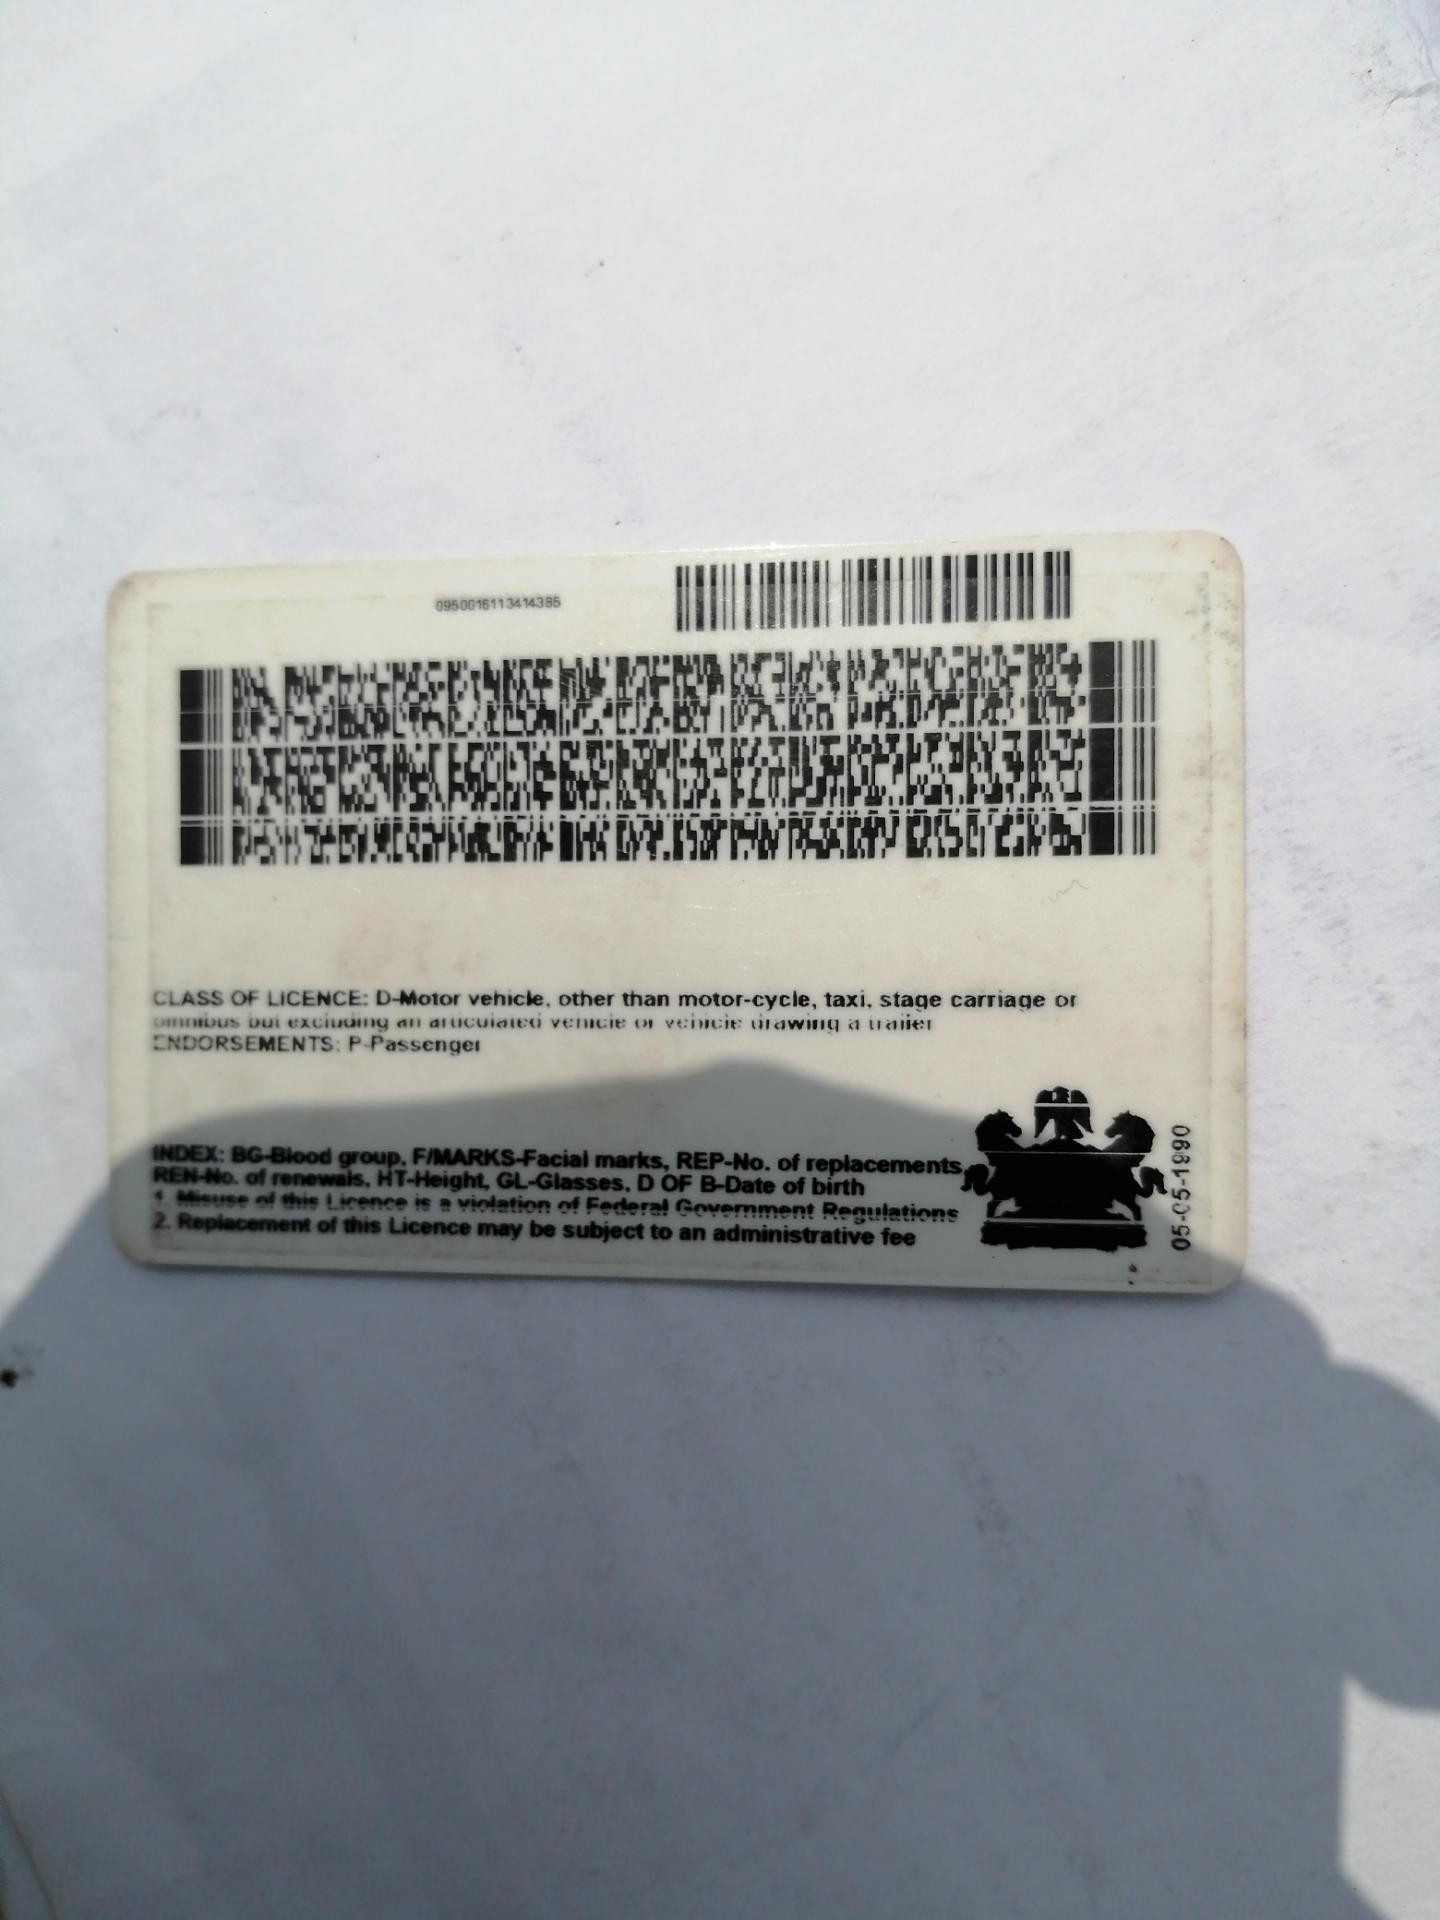 0950016113414385
CLASS OF LICENCE: D-Motor vehicle, other than motor-cycle, taxi, stage carriage or
omnibus but excluding an articulated vehicle or vehicle drawing a trailer
ENDORSEMENTS: P-Passenger
INDEX: BG-Blood group, F/MARKS-Facial marks, REP-No. of replacements,
REN-No. of renewals, HT-Height, GL-Glasses, D OF B-Date of birth
1. Misuse of this Licence is a violation of Federal Government Regulations
2. Replacement of this Licence may be subject to an administrative fee
05-05-1990